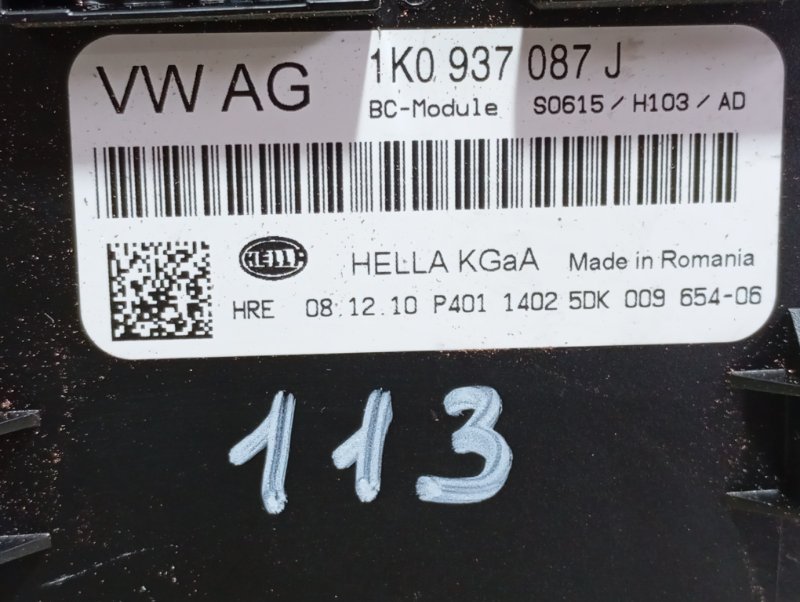 VW AG 1K0 937 087 J
BC-Module S0615 / H103 / AD
HELLA HELLA KGaA Made in Romania
HRE 08.12.10 P401 1402 5DK 009 654-06
113